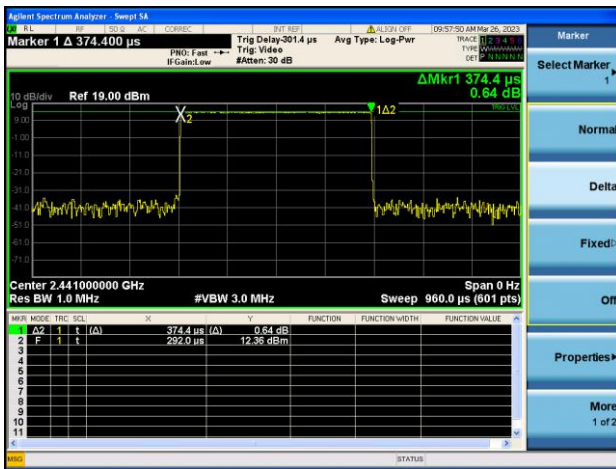 Agilent Spectrum Analyzer - Swept SA
RL RF 50 Ω AC CORREC INT REF ALIGN OFF 09:57:50 AM Mar 26, 2023
Marker 1 Δ 374.400 µs
PNO: Fast
IFGain:Low
Trig Delay-301.4 µs
Trig: Video
#Atten: 30 dB
Avg Type: Log-Pwr
TRACE 1 2 3 4 5 6
TYPE
DET P N N N N N
ΔMkr1 374.4 µs
0.64 dB
10 dB/div Ref 19.00 dBm
Log
TRIG LVL
9.00
-1.00
-11.0
-21.0
-31.0
-41.0
-51.0
-61.0
-71.0
X2
1Δ2
Center 2.441000000 GHz Span 0 Hz
Res BW 1.0 MHz #VBW 3.0 MHz Sweep 960.0 µs (601 pts)
MKR MODE TRC SCL X Y FUNCTION FUNCTION WIDTH FUNCTION VALUE
1 Δ2 1 t (Δ) 374.4 µs (Δ) 0.64 dB
2 F 1 t 292.0 µs 12.36 dBm
3
4
5
6
7
8
9
10
11
MSG STATUS
Marker
Select Marker
1
Normal
Delta
Fixed
Off
Properties
More
1 of 2